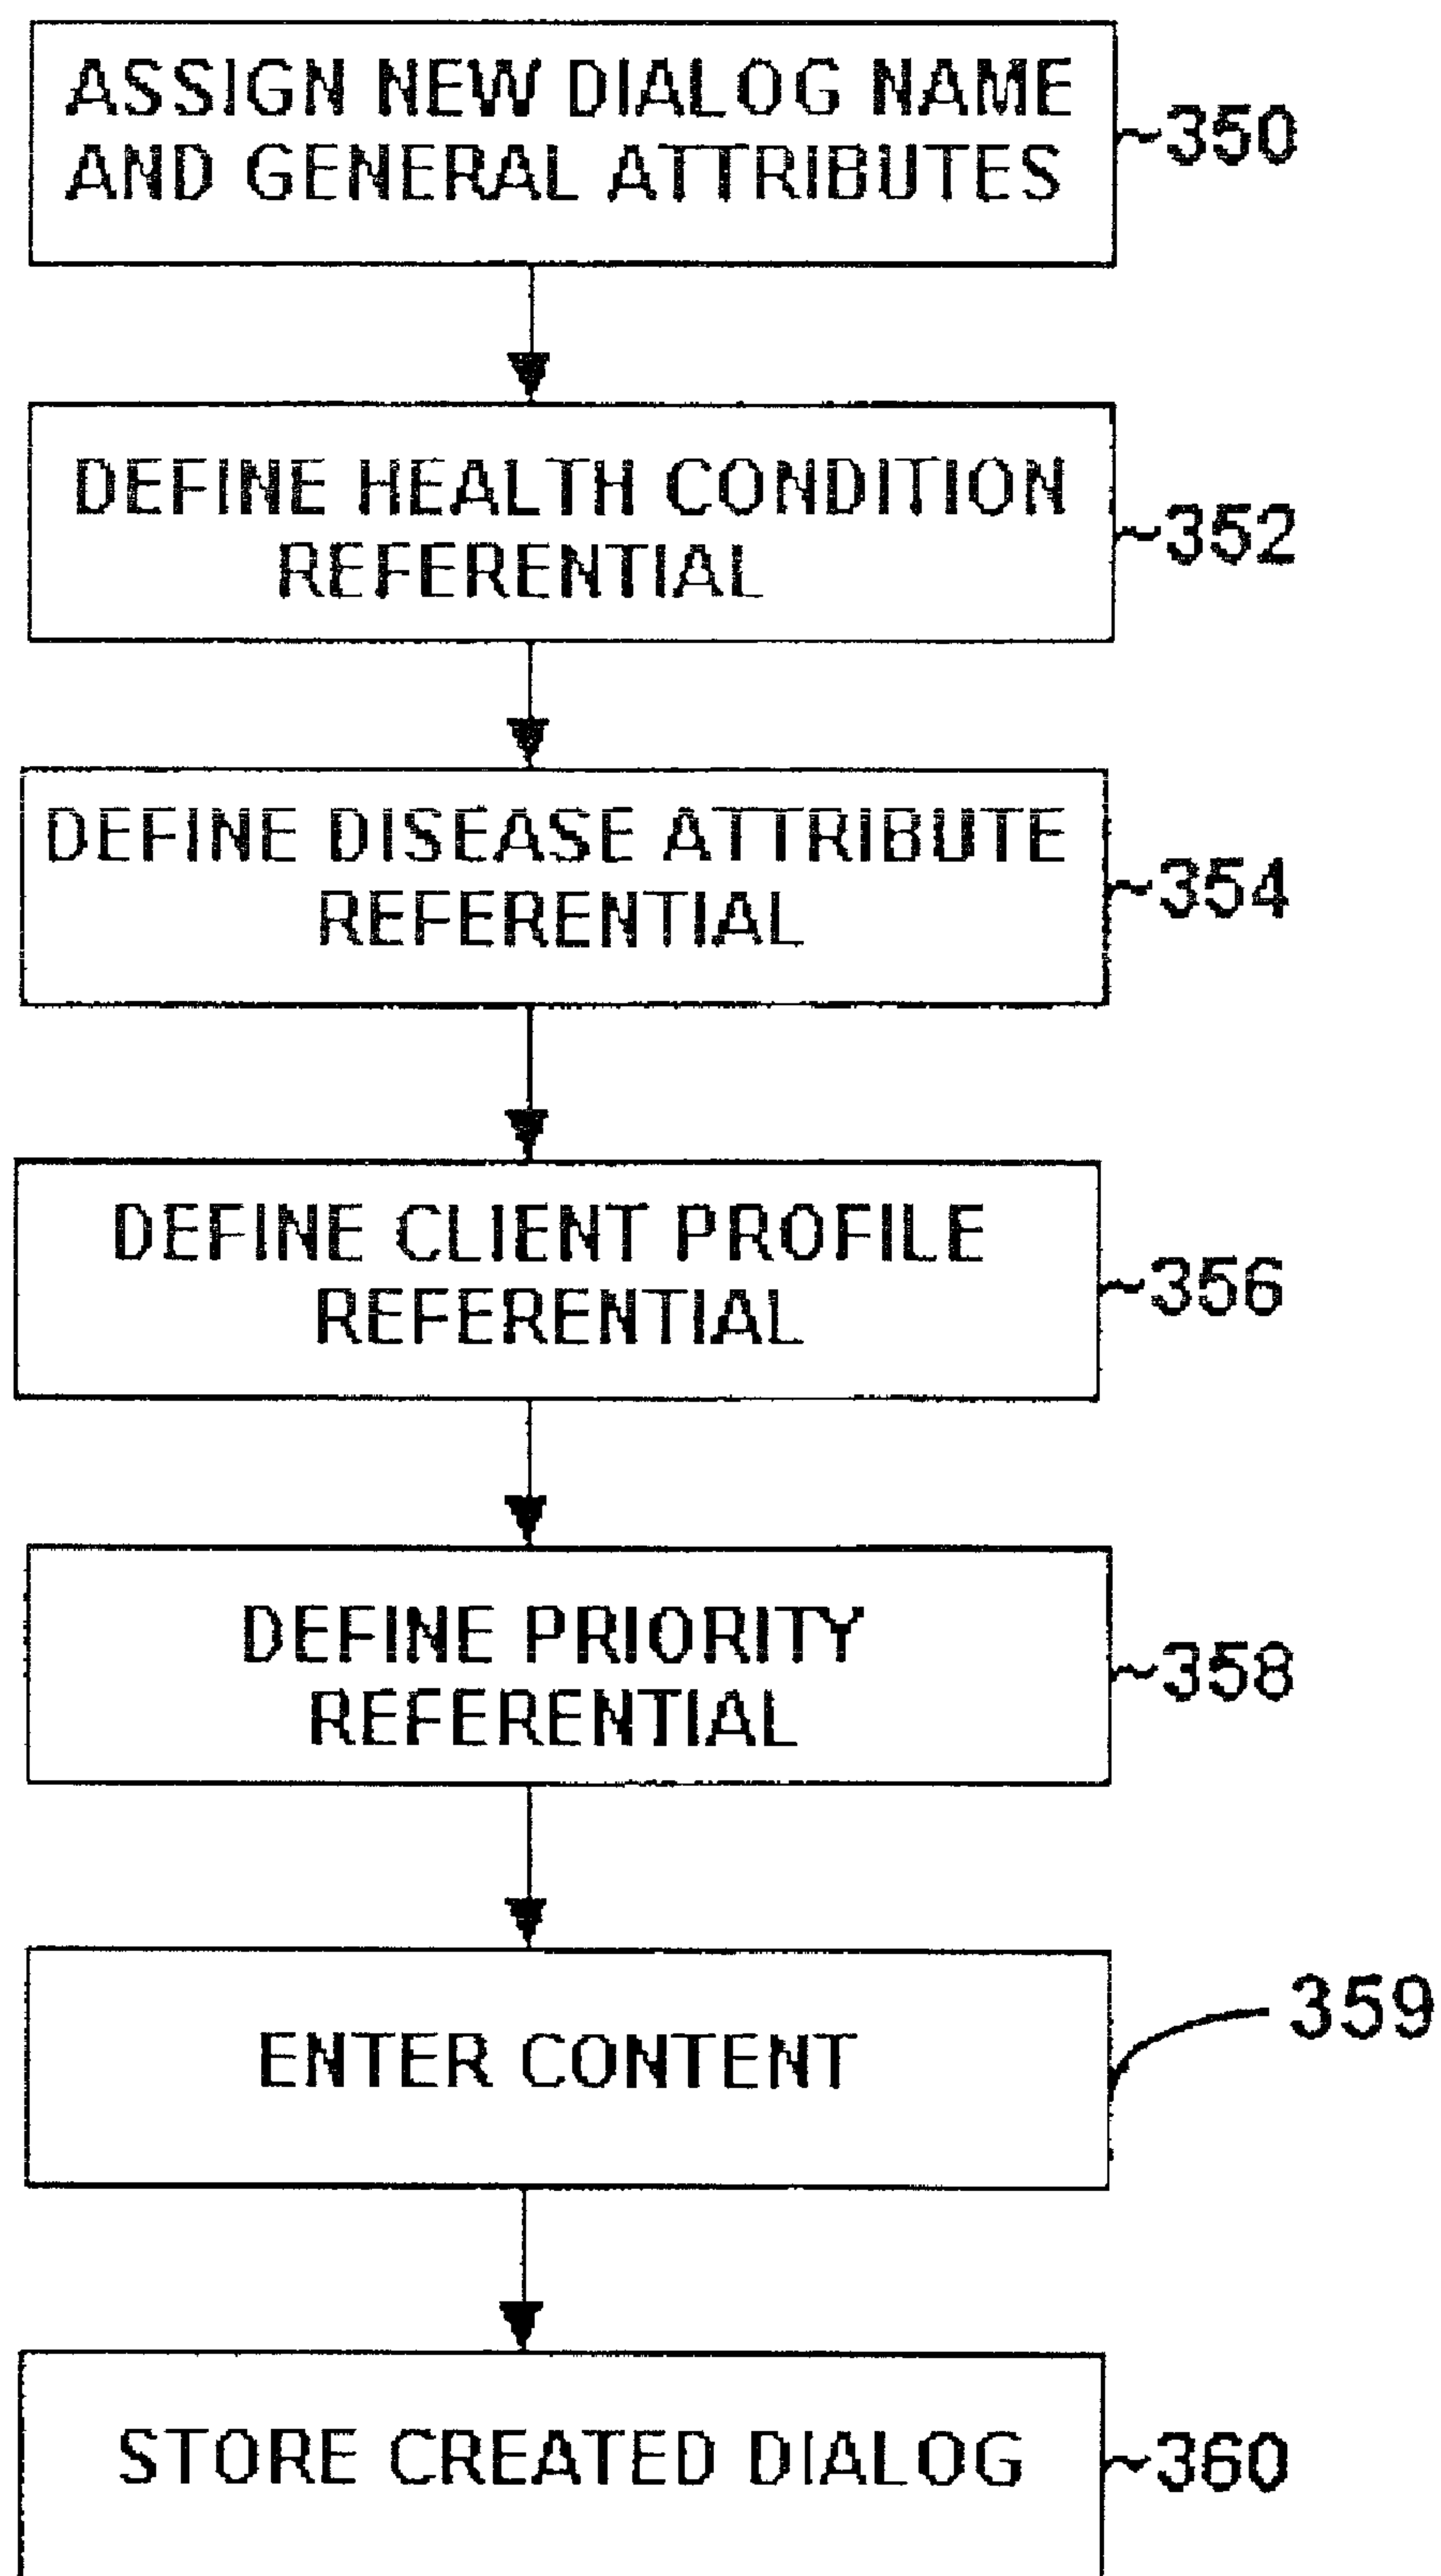 ASSIGN NEW DIALOG NAME
AND GENERAL ATTRIBUTES
~350
DEFINE HEALTH CONDITION
REFERENTIAL
~352
DEFINE DISEASE ATTRIBUTE
REFERENTIAL
~354
DEFINE CLIENT PROFILE
REFERENTIAL
~356
DEFINE PRIORITY
REFERENTIAL
~358
ENTER CONTENT
359
STORE CREATED DIALOG
~360